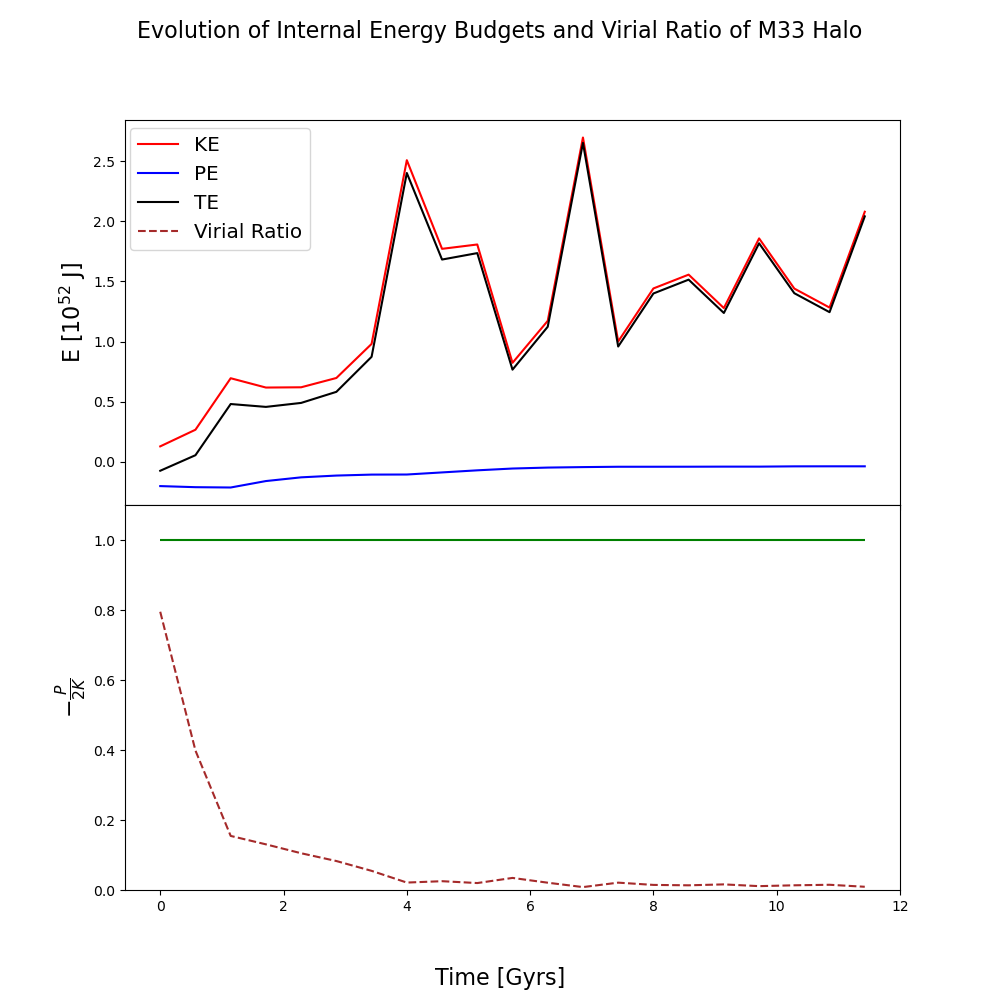 Evolution of Internal Energy Budgets and Virial Ratio of M33 Halo
KE
PE
TE
Virial Ratio
E [10^52 J]
2.5
2.0
1.5
1.0
0.5
0.0
−P/2K
1.0
0.8
0.6
0.4
0.2
0.0
0 2 4 6 8 10 12
Time [Gyrs]